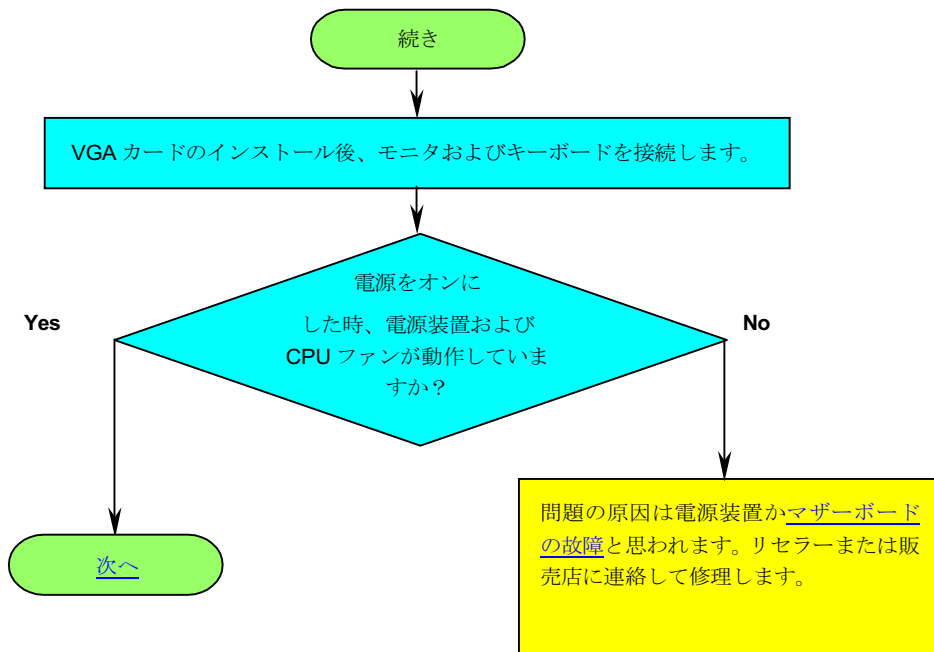 続き
VGA カードのインストール後、モニタおよびキーボードを接続します。
電源をオンに
した時、電源装置および
CPU ファンが動作していま
すか？
Yes
No
問題の原因は電源装置かマザーボード
の故障と思われます。リセラーまたは販
売店に連絡して修理します。
次へ